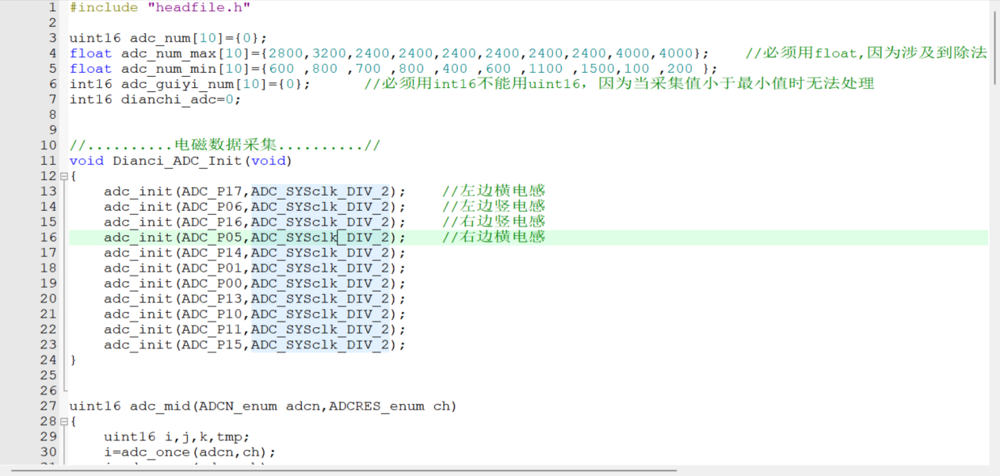 1 #include "headfile.h"
2
3 uint16 adc_num[10]={0};
4 float adc_num_max[10]={2800,3200,2400,2400,2400,2400,2400,2400,4000,4000};    //必须用float,因为涉及到除法
5 float adc_num_min[10]={600 ,800 ,700 ,800 ,400 ,600 ,1100 ,1500,100 ,200 };
6 int16 adc_guiyi_num[10]={0};      //必须用int16不能用uint16，因为当采集值小于最小值时无法处理
7 int16 dianchi_adc=0;
8
9
10 //..........电磁数据采集..........//
11 void Dianci_ADC_Init(void)
12 {
13     adc_init(ADC_P17,ADC_SYSclk_DIV_2);    //左边横电感
14     adc_init(ADC_P06,ADC_SYSclk_DIV_2);    //左边竖电感
15     adc_init(ADC_P16,ADC_SYSclk_DIV_2);    //右边竖电感
16     adc_init(ADC_P05,ADC_SYSclk_DIV_2);    //右边横电感
17     adc_init(ADC_P14,ADC_SYSclk_DIV_2);
18     adc_init(ADC_P01,ADC_SYSclk_DIV_2);
19     adc_init(ADC_P00,ADC_SYSclk_DIV_2);
20     adc_init(ADC_P13,ADC_SYSclk_DIV_2);
21     adc_init(ADC_P10,ADC_SYSclk_DIV_2);
22     adc_init(ADC_P11,ADC_SYSclk_DIV_2);
23     adc_init(ADC_P15,ADC_SYSclk_DIV_2);
24 }
25
26
27 uint16 adc_mid(ADCN_enum adcn,ADCRES_enum ch)
28 {
29     uint16 i,j,k,tmp;
30     i=adc_once(adcn,ch);